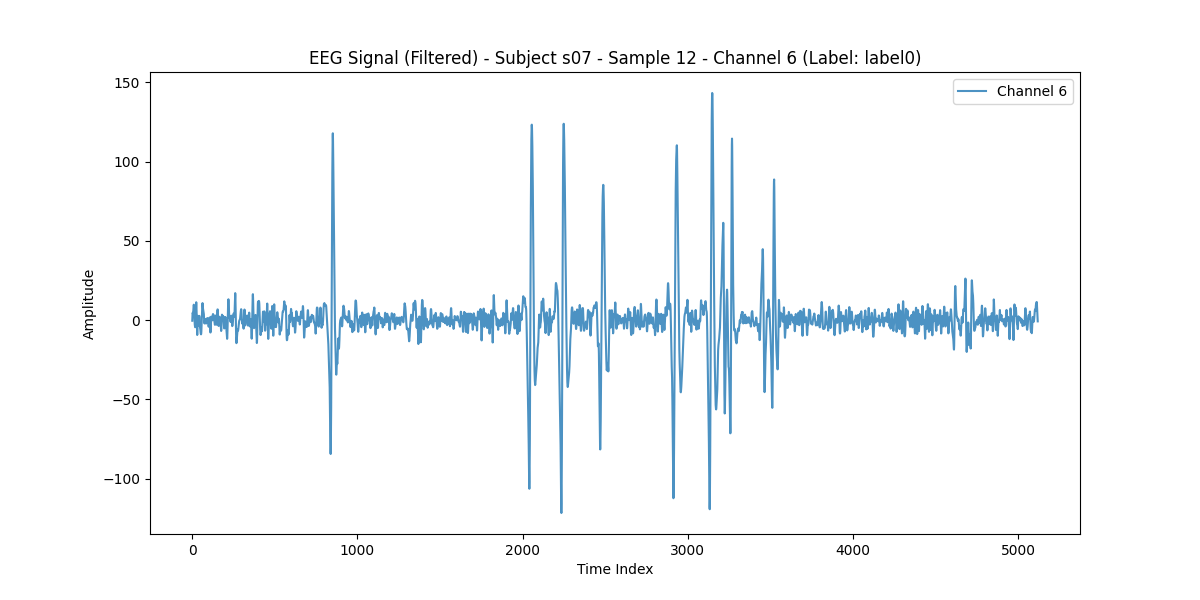 EEG Signal (Filtered) - Subject s07 - Sample 12 - Channel 6 (Label: label0)
Channel 6
150
100
50
0
−50
−100
Amplitude
0 1000 2000 3000 4000 5000
Time Index